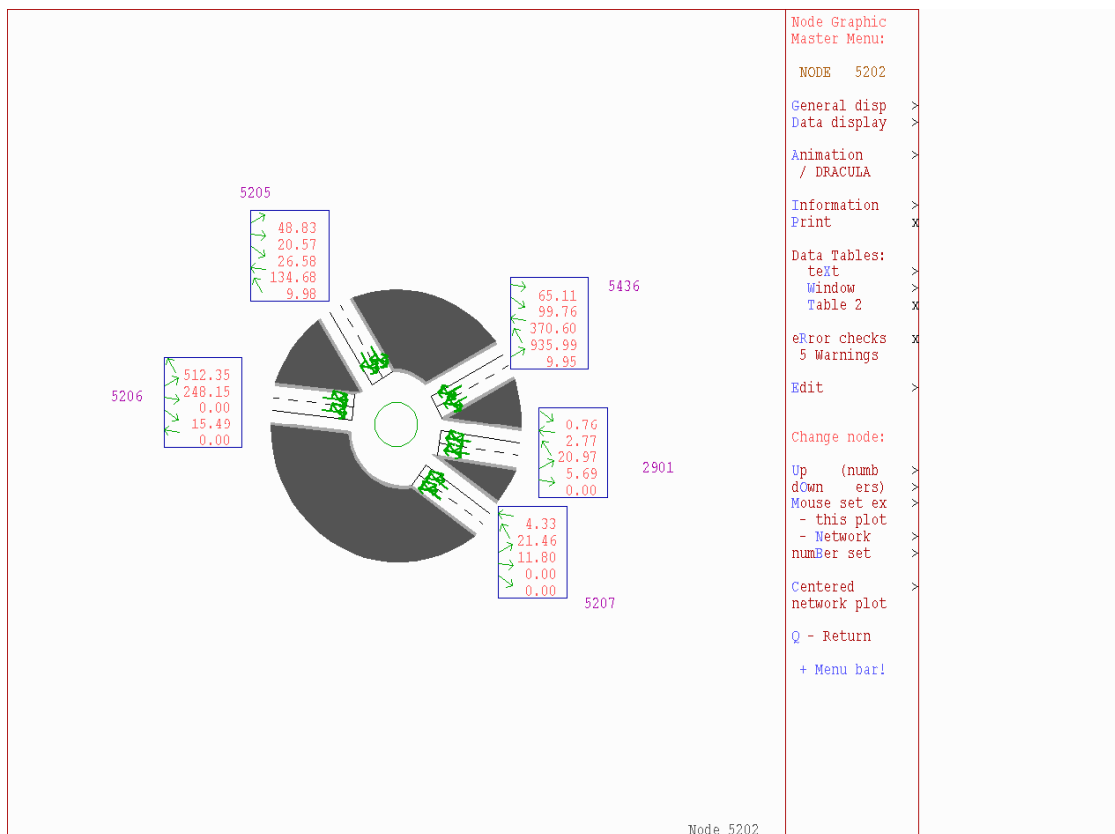 5205
48.83
20.57
26.58
134.68
9.98
5436
65.11
99.76
370.60
935.99
9.95
5206
512.35
248.15
0.00
15.49
0.00
2901
0.76
2.77
20.97
5.69
0.00
5207
4.33
21.46
11.80
0.00
0.00
Node 5202
Node Graphic
Master Menu:
NODE 5202
General disp >
Data display >
Animation >
/ DRACULA
Information >
Print x
Data Tables:
teXt >
Window >
Table 2 x
eRror checks x
5 Warnings
Edit >
Change node:
Up (numb >
dOwn ers) >
Mouse set ex >
- this plot
- Network >
numBer set >
Centered >
network plot
Q - Return
+ Menu bar!